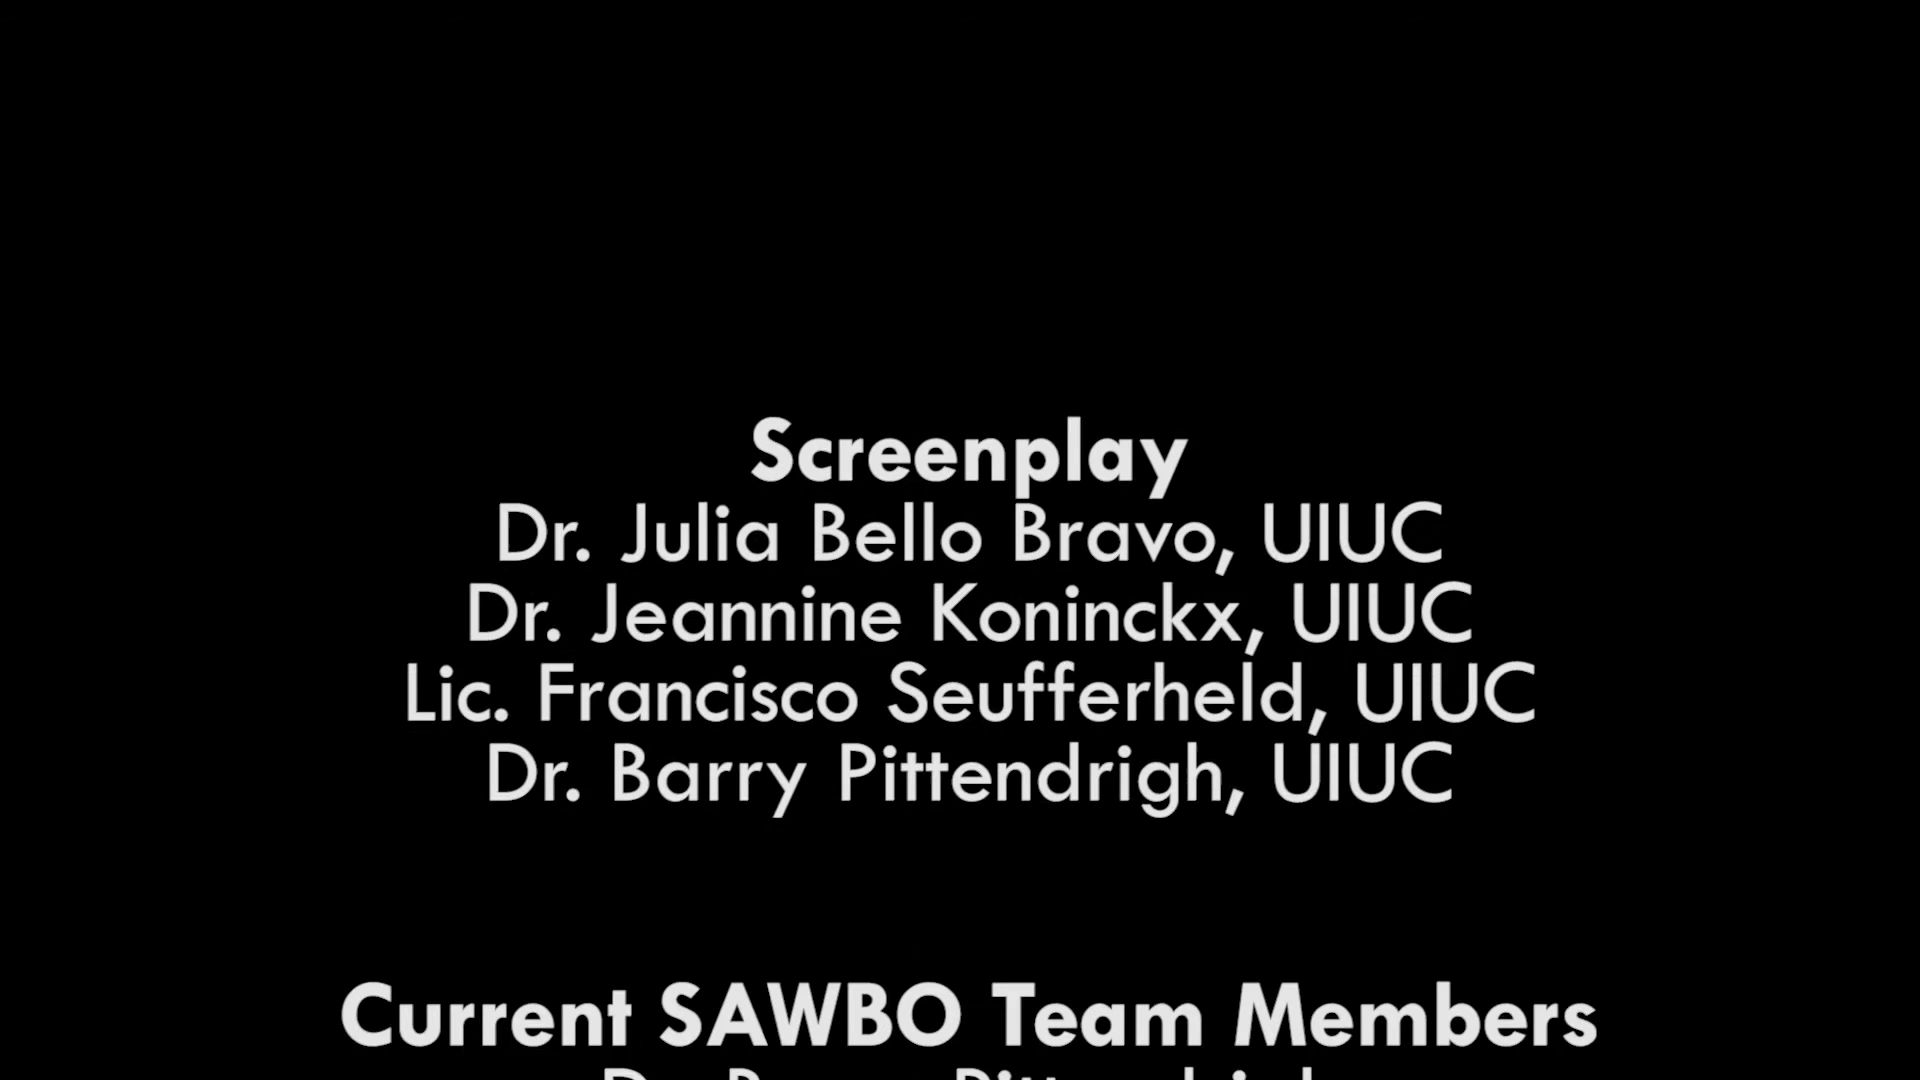 Screenplay
Dr. Julia Bello Bravo, UIUC
Dr. Jeannine Koninckx, UIUC
Lic. Francisco Seufferheld, UIUC
Dr. Barry Pittendrigh, UIUC
Current SAWBO Team Members